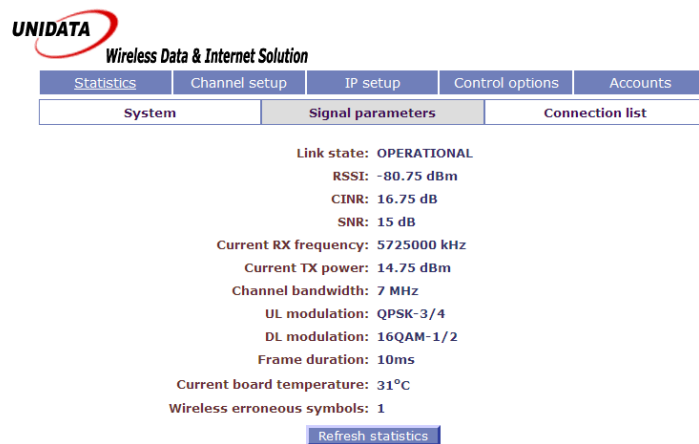 UNIDATA
Wireless Data & Internet Solution
Statistics Channel setup IP setup Control options Accounts
System Signal parameters Connection list
Link state: OPERATIONAL
RSSI: -80.75 dBm
CINR: 16.75 dB
SNR: 15 dB
Current RX frequency: 5725000 kHz
Current TX power: 14.75 dBm
Channel bandwidth: 7 MHz
UL modulation: QPSK-3/4
DL modulation: 16QAM-1/2
Frame duration: 10ms
Current board temperature: 31°C
Wireless erroneous symbols: 1
Refresh statistics